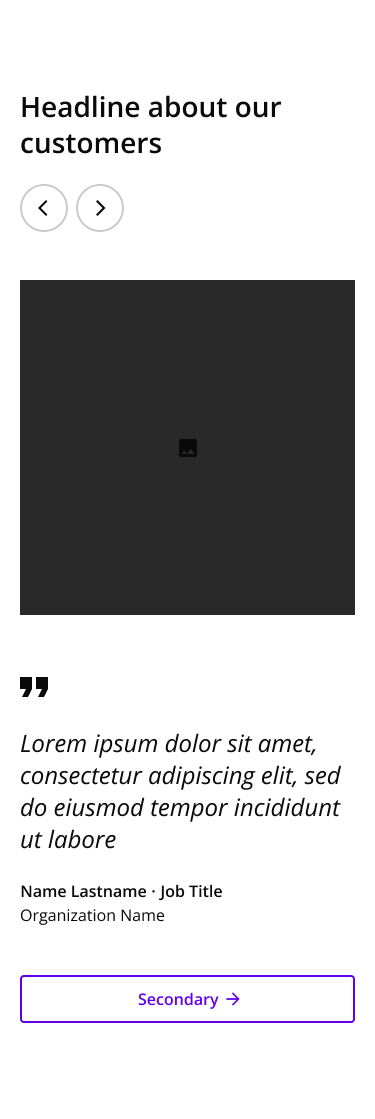 Headline about our
customers
Lorem ipsum dolor sit amet,
consectetur adipiscing elit, sed
do eiusmod tempor incididunt
ut labore
Name Lastname · Job Title
Organization Name
Secondary